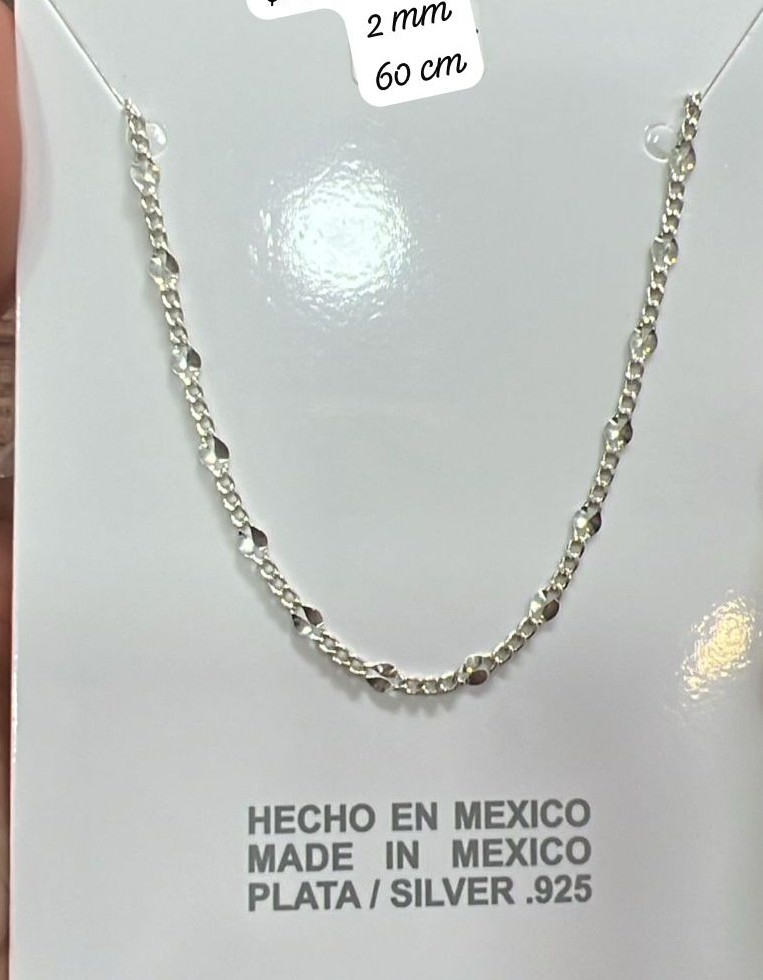 2 mm
60 cm
HECHO EN MEXICO
MADE IN MEXICO
PLATA / SILVER .925